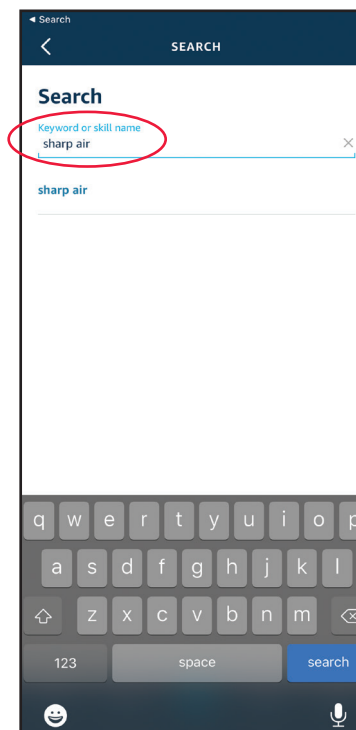 ◄ Search
SEARCH
Search
Keyword or skill name
sharp air
sharp air
q w e r t y u i o p
a s d f g h j k l
z x c v b n m
123 space search